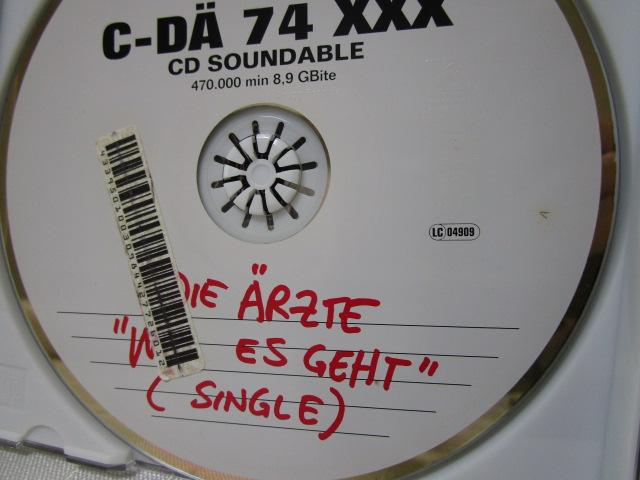 C-DÄ 74 XXX
CD SOUNDABLE
470.000 min 8,9 GBite
LC 04909
DIE ÄRZTE
"W ES GEHT"
(SINGLE)